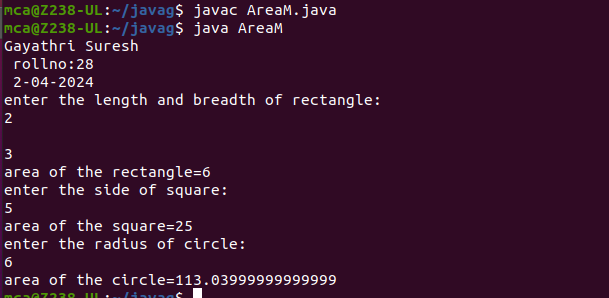 mca@Z238-UL:~/javag$ javac AreaM.java
mca@Z238-UL:~/javag$ java AreaM
Gayathri Suresh
 rollno:28
 2-04-2024
enter the length and breadth of rectangle:
2
3
area of the rectangle=6
enter the side of square:
5
area of the square=25
enter the radius of circle:
6
area of the circle=113.03999999999999
mca@Z238-UL:~/javag$